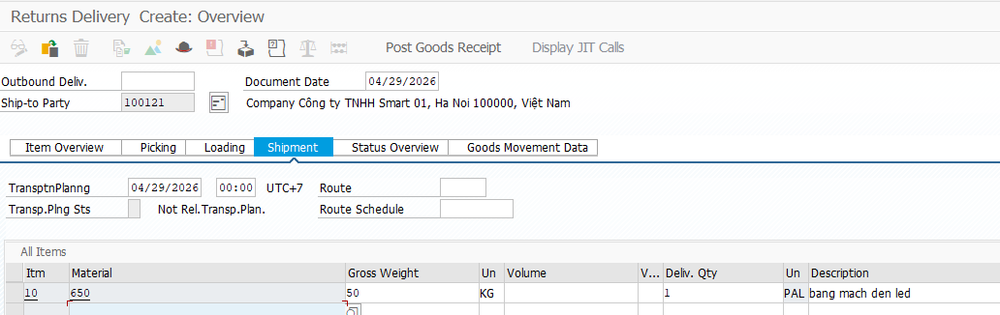 Returns Delivery Create: Overview
Post Goods Receipt Display JIT Calls
Outbound Deliv. Document Date 04/29/2026
Ship-to Party 100121 Company Công ty TNHH Smart 01, Ha Noi 100000, Việt Nam
Item Overview Picking Loading Shipment Status Overview Goods Movement Data
TransptnPlanng 04/29/2026 00:00 UTC+7 Route
Transp.Plng Sts Not Rel.Transp.Plan. Route Schedule
All Items
Itm Material Gross Weight Un Volume V... Deliv. Qty Un Description
10 650 50 KG 1 PAL bang mach den led